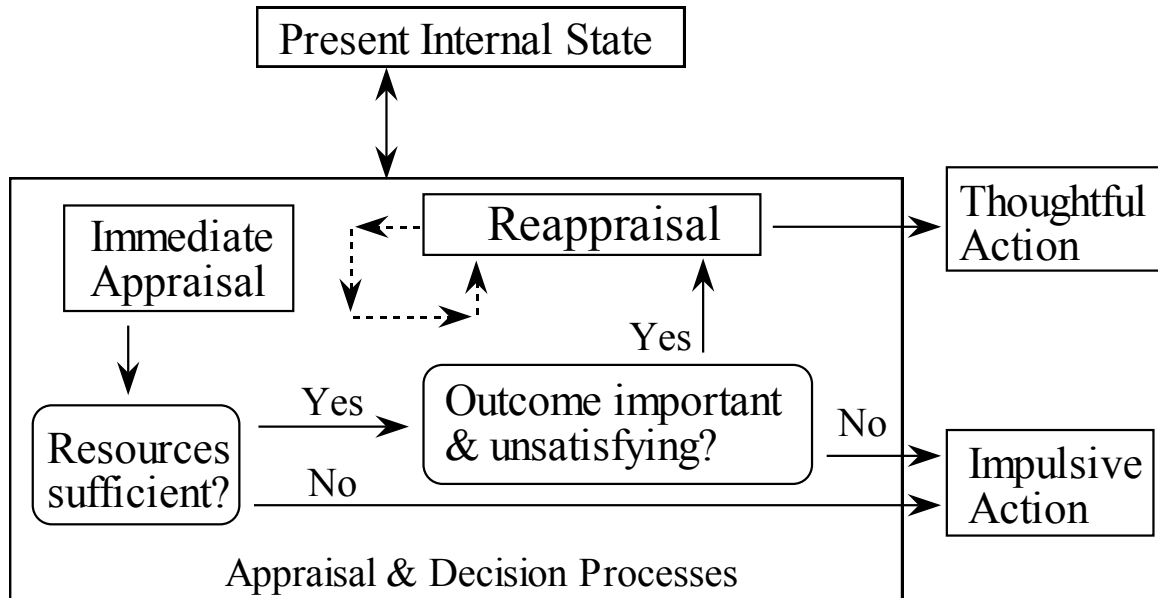 Present Internal State
Immediate
Appraisal
Reappraisal
Thoughtful
Action
Yes
Yes
Outcome important
& unsatisfying?
No
Resources
sufficient?
No
Impulsive
Action
Appraisal & Decision Processes